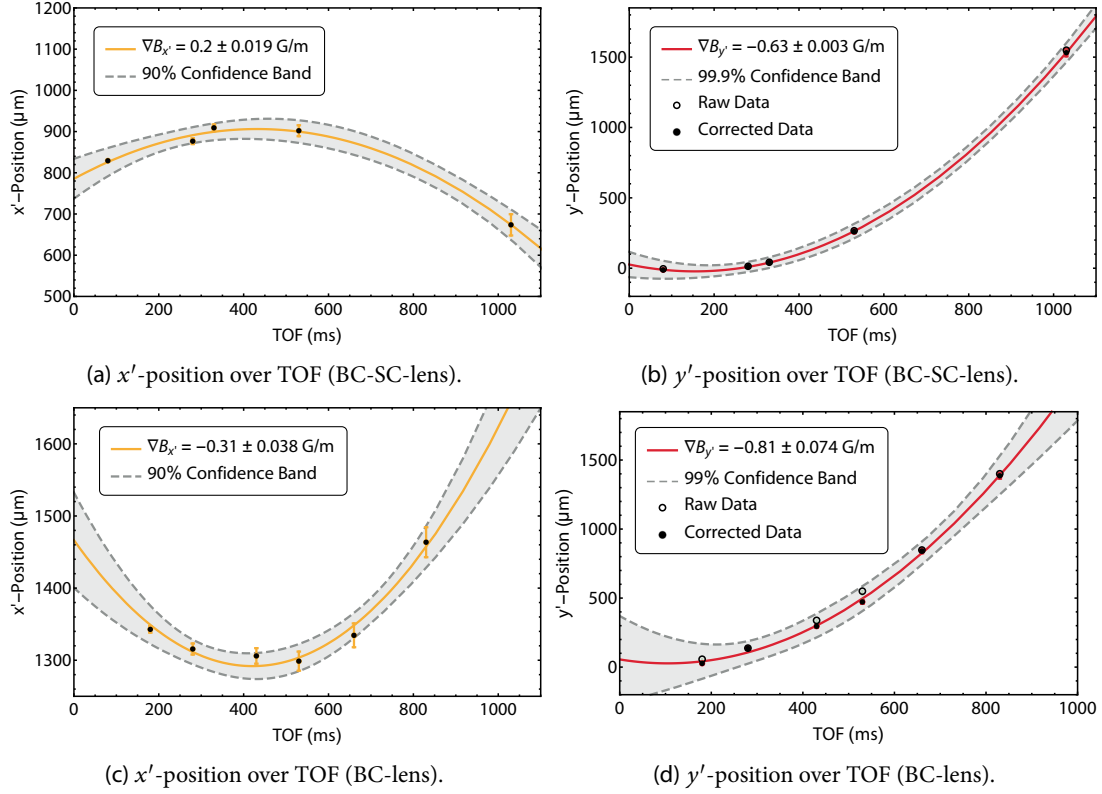 1200
1100
1000
900
800
700
600
500
x′−Position (μm)
∇Bx′ = 0.2 ± 0.019 G/m
90% Confidence Band
0 200 400 600 800 1000
TOF (ms)
(a) x′-position over TOF (BC-SC-lens).
1500
1000
500
0
y′−Position (μm)
∇By′ = −0.63 ± 0.003 G/m
99.9% Confidence Band
Raw Data
Corrected Data
0 200 400 600 800 1000
TOF (ms)
(b) y′-position over TOF (BC-SC-lens).
1600
1500
1400
1300
x′−Position (μm)
∇Bx′ = −0.31 ± 0.038 G/m
90% Confidence Band
0 200 400 600 800 1000
TOF (ms)
(c) x′-position over TOF (BC-lens).
1500
1000
500
0
y′−Position (μm)
∇By′ = −0.81 ± 0.074 G/m
99% Confidence Band
Raw Data
Corrected Data
0 200 400 600 800 1000
TOF (ms)
(d) y′-position over TOF (BC-lens).